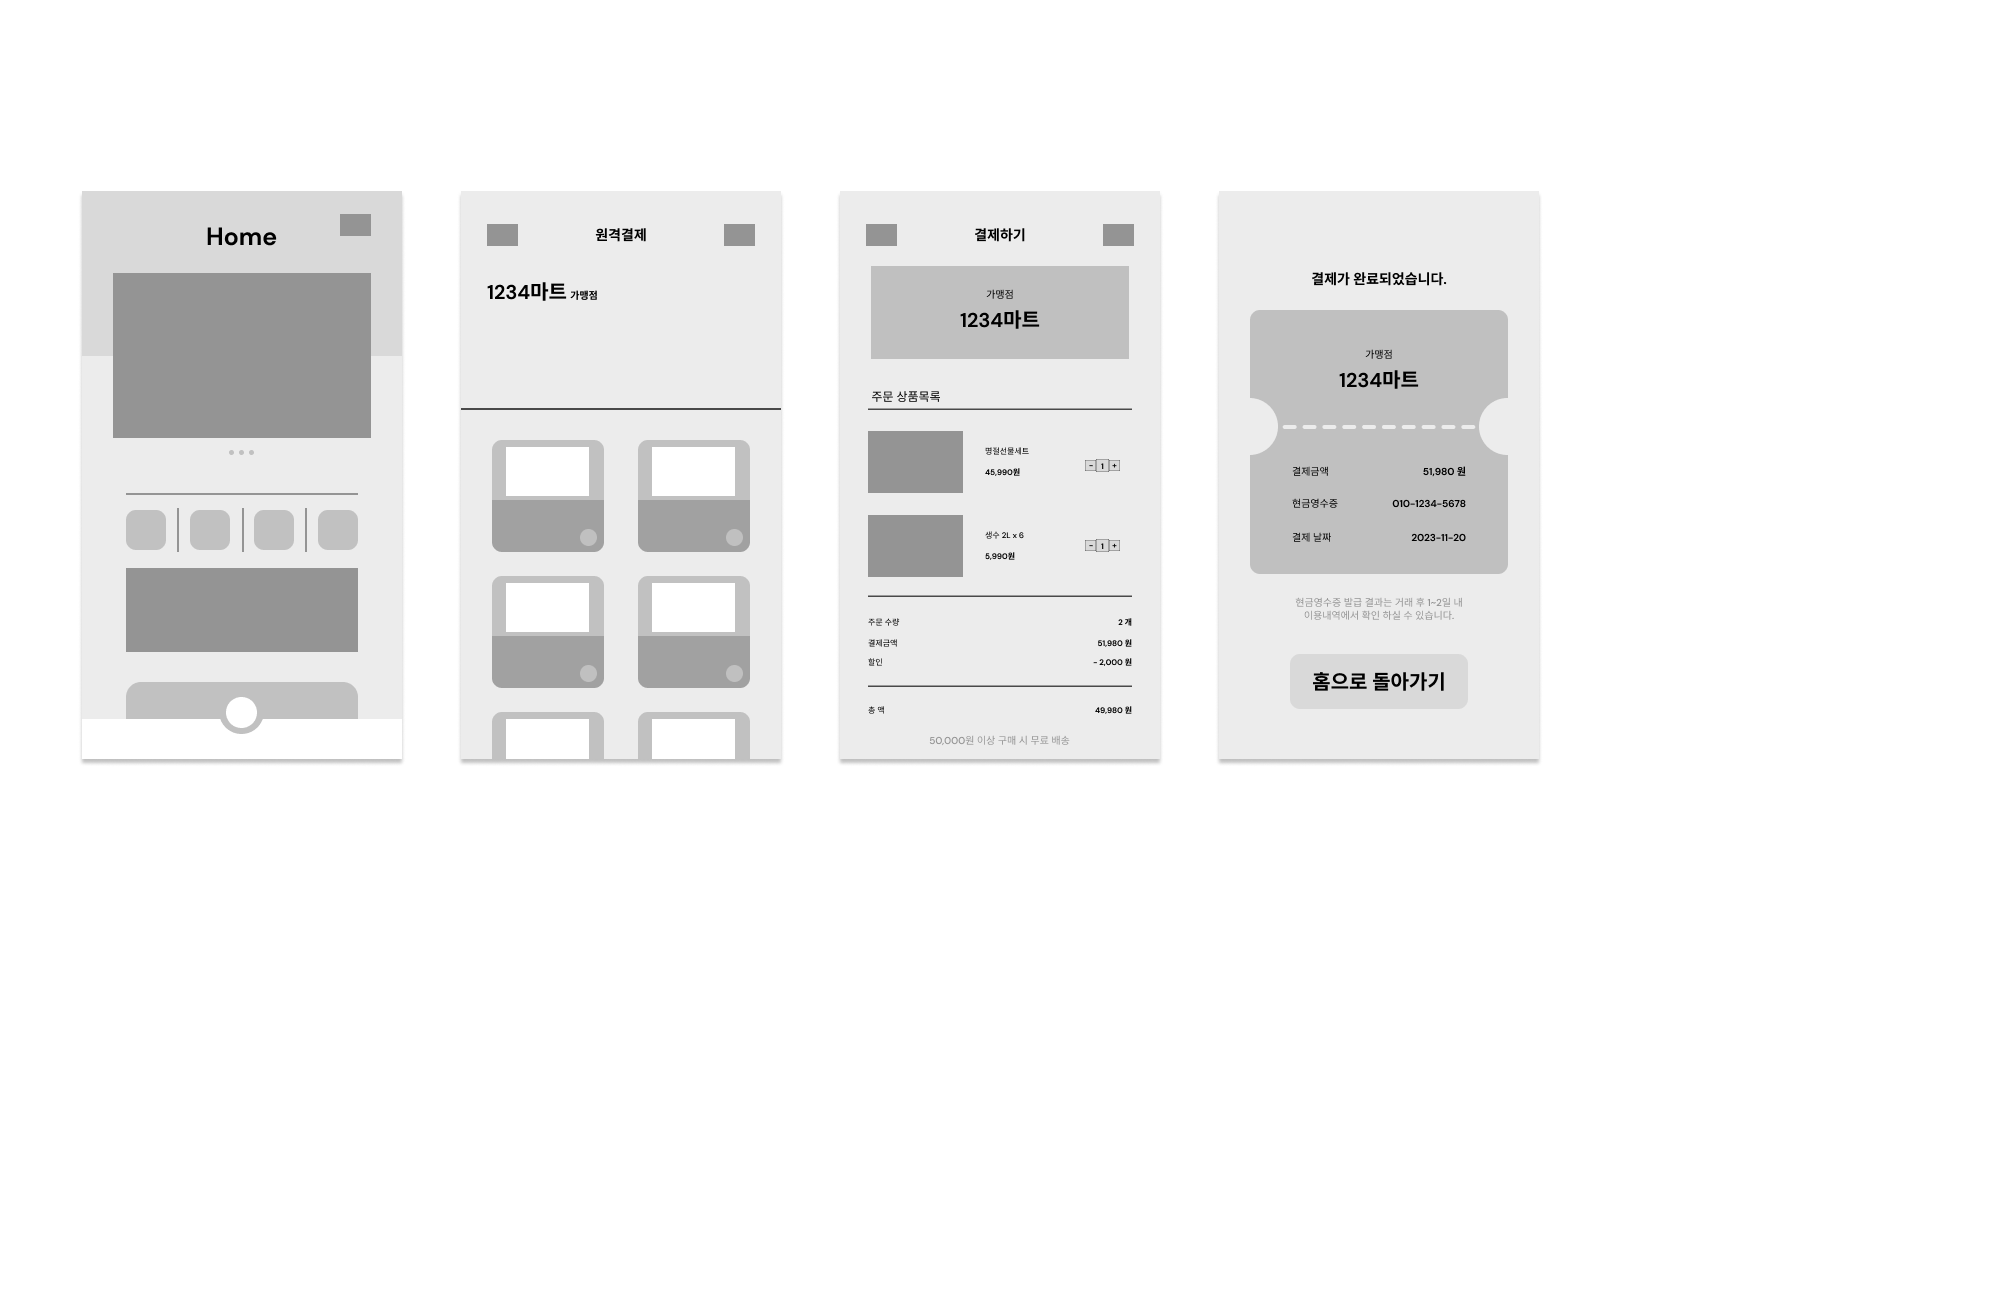 Home
원격결제
1234마트 가맹점
결제하기
가맹점
1234마트
주문 상품목록
명절선물세트
45,990원
- 1 +
생수 2L x 6
5,990원
- 1 +
주문 수량 2 개
결제금액 51,980 원
할인 - 2,000 원
총 액 49,980 원
50,000원 이상 구매 시 무료 배송
결제가 완료되었습니다.
가맹점
1234마트
결제금액 51,980 원
현금영수증 010-1234-5678
결제 날짜 2023-11-20
현금영수증 발급 결과는 거래 후 1~2일 내
이용내역에서 확인 하실 수 있습니다.
홈으로 돌아가기